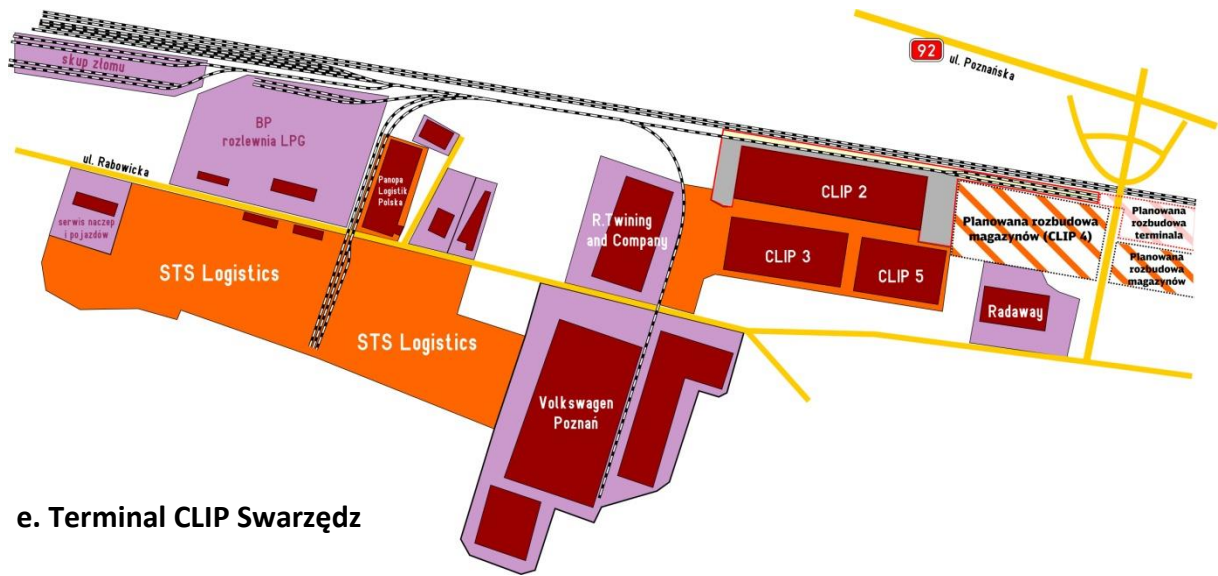 92
ul. Poznańska
skup złomu
BP
rozlewnia LPG
ul. Rabowicka
Panopa
Logistik
Polska
serwis naczep
i pojazdów
STS Logistics
STS Logistics
R.Twining
and Company
CLIP 2
CLIP 3
CLIP 5
Planowana rozbudowa
magazynów (CLIP 4)
Planowana
rozbudowa
terminala
Planowana
rozbudowa
magazynów
Radaway
Volkswagen
Poznań
e. Terminal CLIP Swarzędz